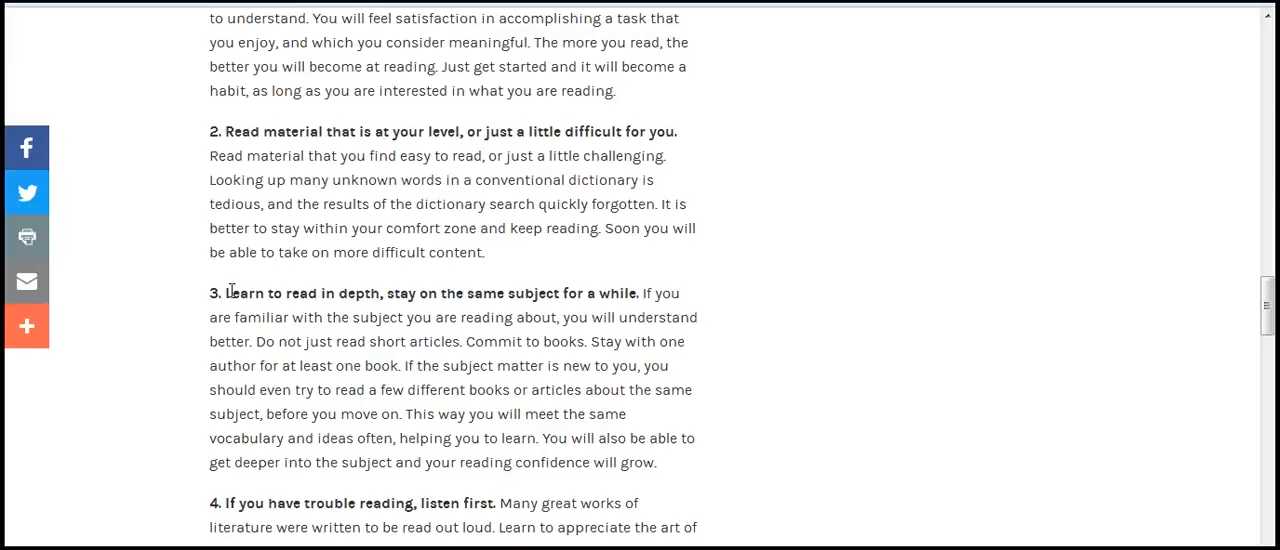 to understand. You will feel satisfaction in accomplishing a task that
you enjoy, and which you consider meaningful. The more you read, the
better you will become at reading. Just get started and it will become a
habit, as long as you are interested in what you are reading.
2. Read material that is at your level, or just a little difficult for you.
Read material that you find easy to read, or just a little challenging.
Looking up many unknown words in a conventional dictionary is
tedious, and the results of the dictionary search quickly forgotten. It is
better to stay within your comfort zone and keep reading. Soon you will
be able to take on more difficult content.
3. Learn to read in depth, stay on the same subject for a while. If you
are familiar with the subject you are reading about, you will understand
better. Do not just read short articles. Commit to books. Stay with one
author for at least one book. If the subject matter is new to you, you
should even try to read a few different books or articles about the same
subject, before you move on. This way you will meet the same
vocabulary and ideas often, helping you to learn. You will also be able to
get deeper into the subject and your reading confidence will grow.
4. If you have trouble reading, listen first. Many great works of
literature were written to be read out loud. Learn to appreciate the art of